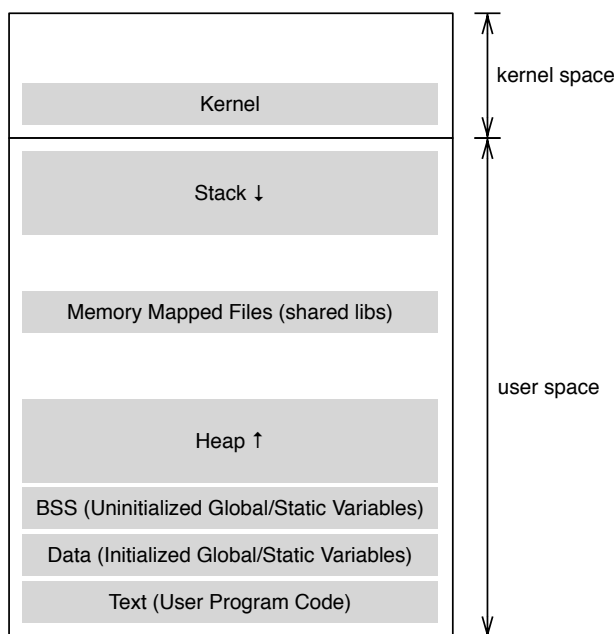 Kernel
kernel space
Stack ↓
Memory Mapped Files (shared libs)
user space
Heap ↑
BSS (Uninitialized Global/Static Variables)
Data (Initialized Global/Static Variables)
Text (User Program Code)